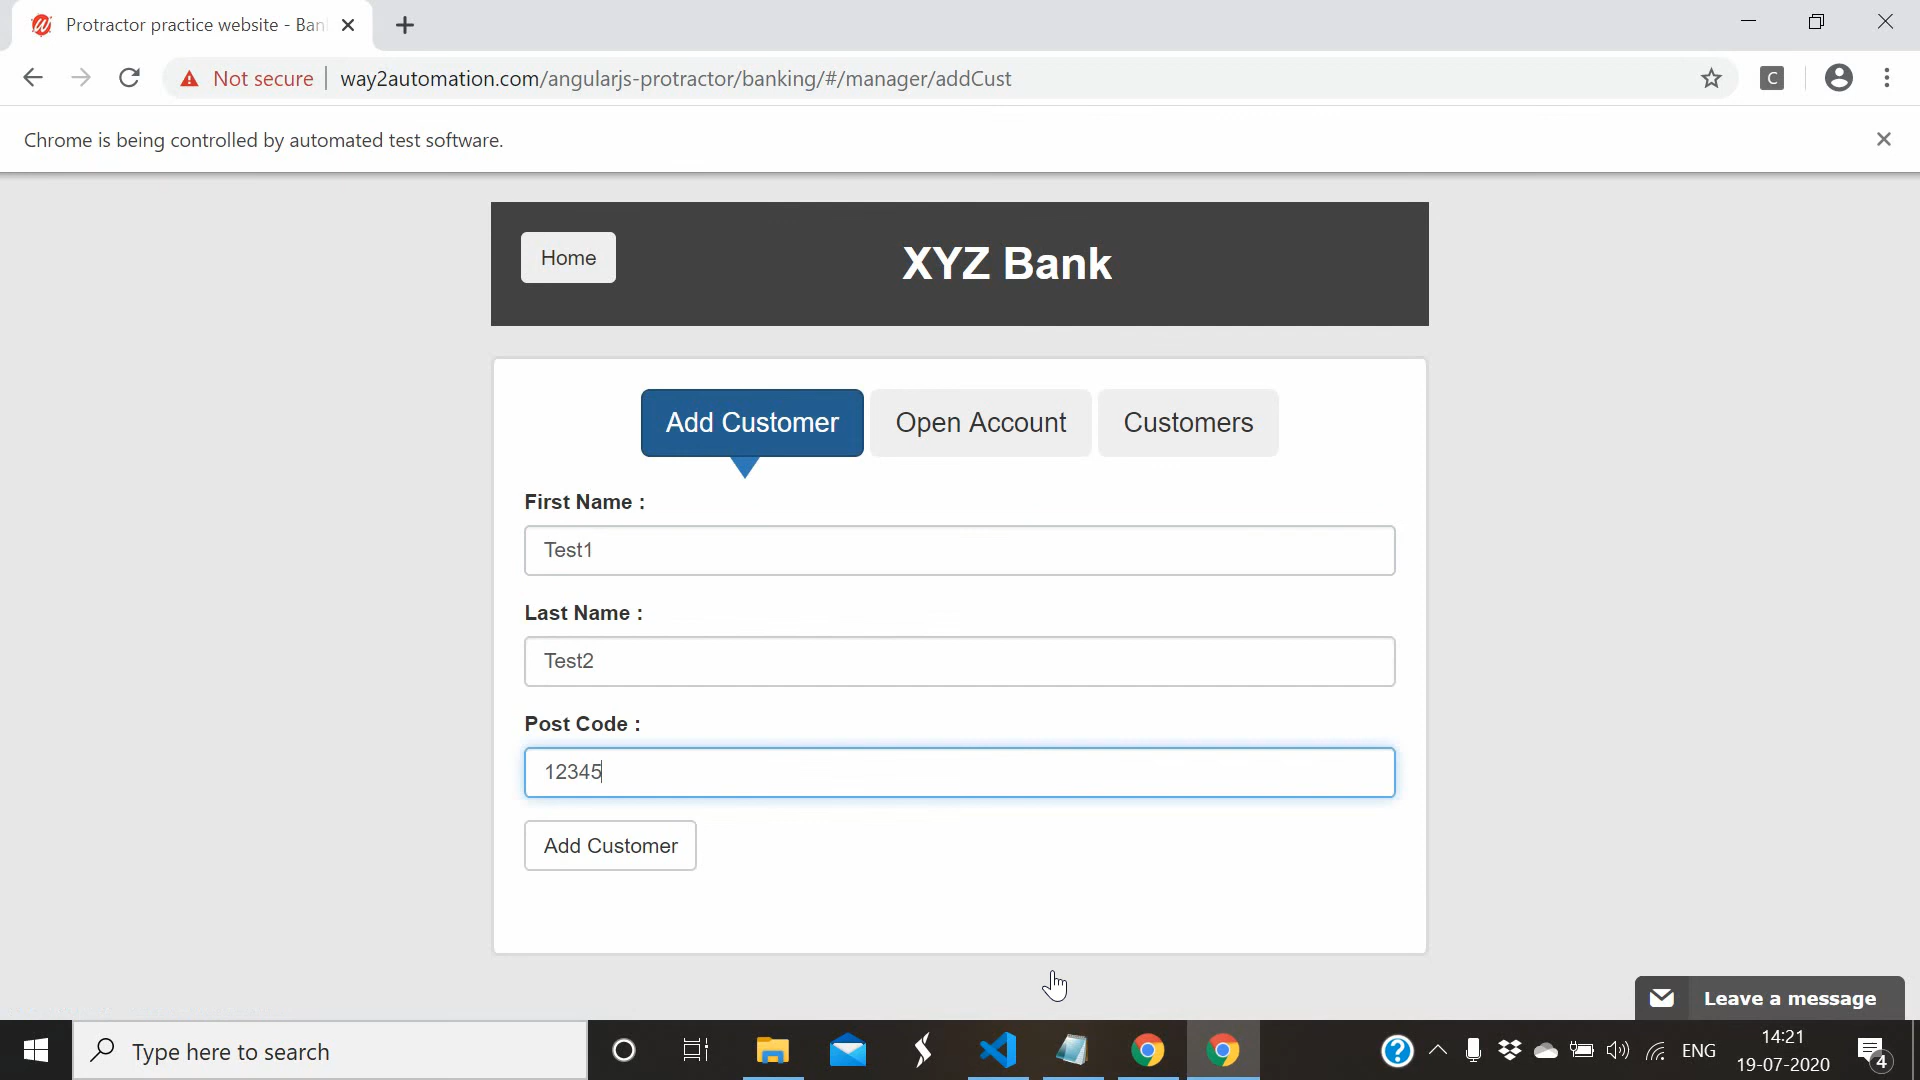 Protractor practice website - Ban
Not secure
way2automation.com/angularjs-protractor/banking/#/manager/addCust
C
Chrome is being controlled by automated test software.
Home
XYZ Bank
Add Customer
Open Account
Customers
First Name :
Test1
Last Name :
Test2
Post Code :
12345
Add Customer
Leave a message
Type here to search
ENG
14:21
19-07-2020
4